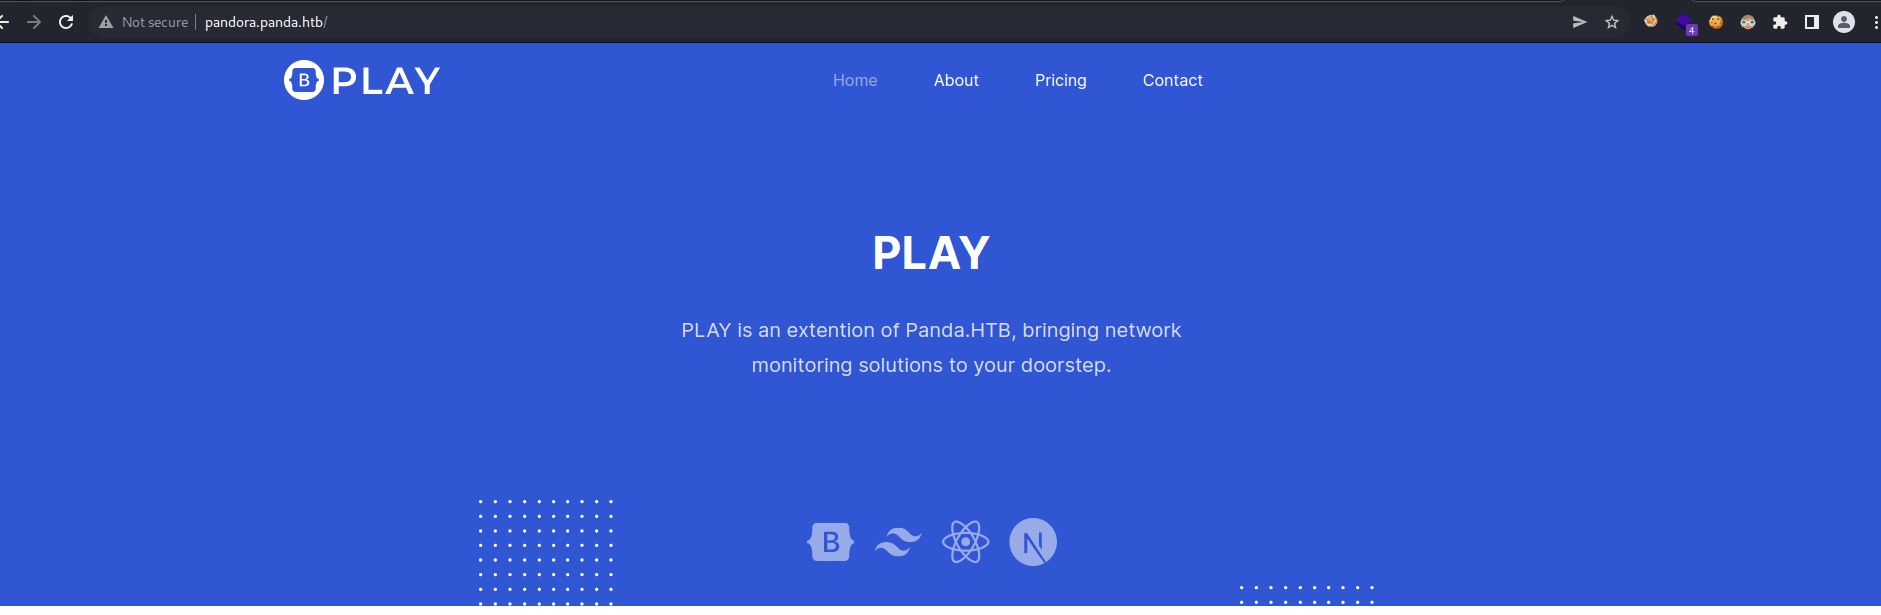 Not secure pandora.panda.htb/
4
B PLAY Home About Pricing Contact
PLAY
PLAY is an extention of Panda.HTB, bringing network
monitoring solutions to your doorstep.
B N